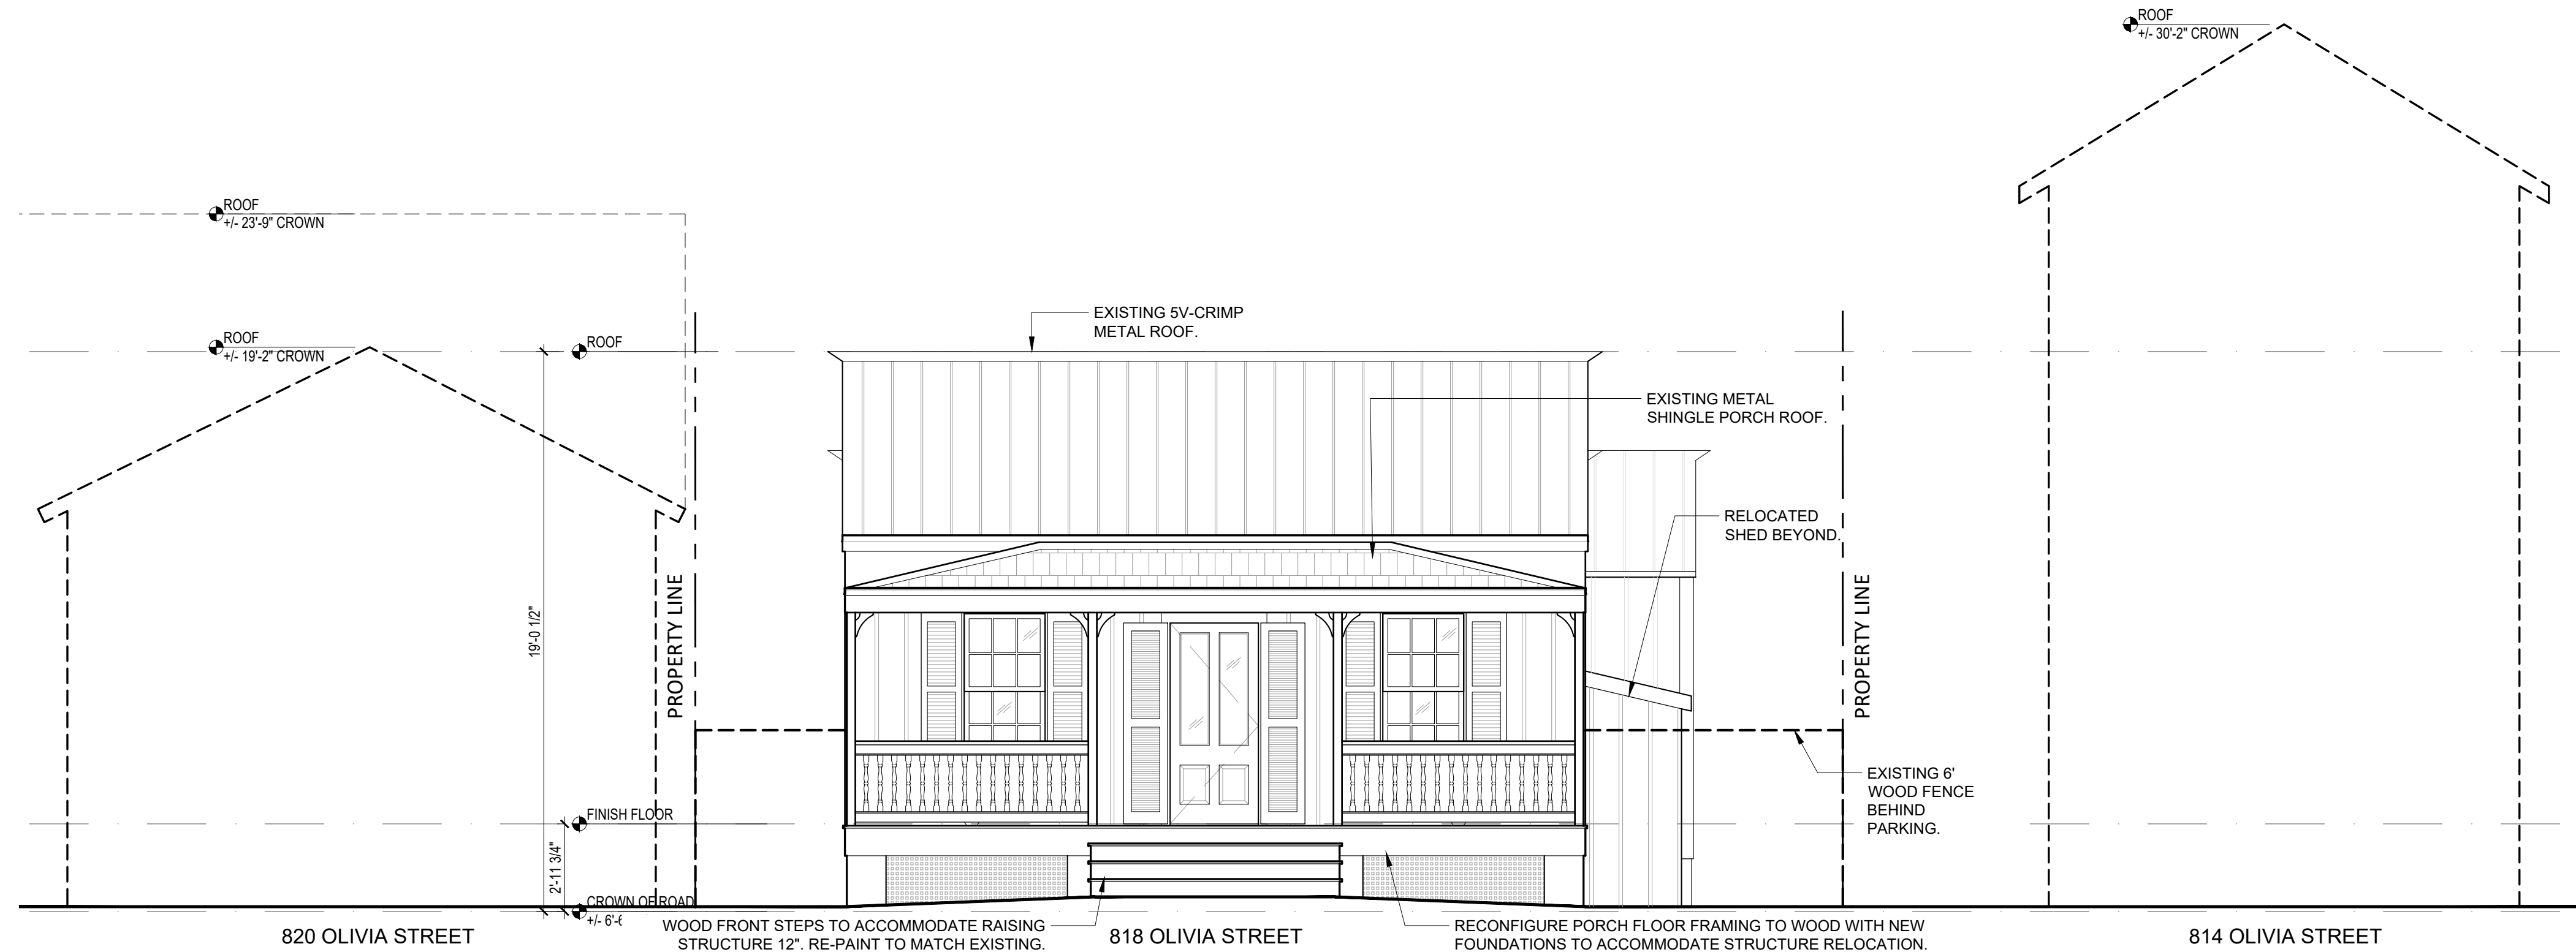 ROOF
+/- 30'-2" CROWN
ROOF
+/- 23'-9" CROWN
EXISTING 5V-CRIMP
METAL ROOF.
ROOF
+/- 19'-2" CROWN
ROOF
EXISTING METAL
SHINGLE PORCH ROOF.
RELOCATED
SHED BEYOND.
PROPERTY LINE
PROPERTY LINE
19'-0 1/2"
EXISTING 6'
WOOD FENCE
BEHIND
PARKING.
FINISH FLOOR
2'-11 3/4"
CROWN OF ROAD
+/- 6'-
WOOD FRONT STEPS TO ACCOMMODATE RAISING
STRUCTURE 12". RE-PAINT TO MATCH EXISTING.
RECONFIGURE PORCH FLOOR FRAMING TO WOOD WITH NEW
FOUNDATIONS TO ACCOMMODATE STRUCTURE RELOCATION.
820 OLIVIA STREET
818 OLIVIA STREET
814 OLIVIA STREET